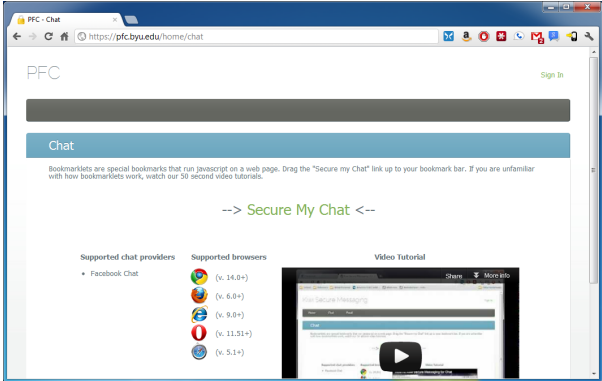 PFC - Chat
https://pfc.byu.edu/home/chat
PFC
Sign In
Chat
Bookmarklets are special bookmarks that run javascript on a web page. Drag the "Secure my Chat" link up to your bookmark bar. If you are unfamiliar
with how bookmarklets work, watch our 50 second video tutorials.
--> Secure My Chat <--
Supported chat providers
• Facebook Chat
Supported browsers
(v. 14.0+)
(v. 6.0+)
(v. 9.0+)
(v. 11.51+)
(v. 5.1+)
Video Tutorial
Share More info
Secure Messaging
Chat